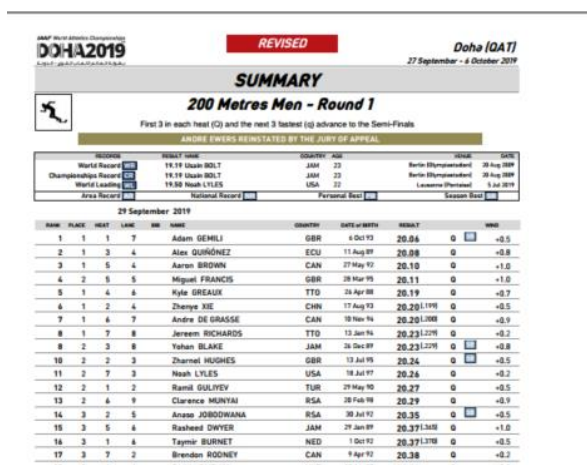 IAAF World Athletics Championships
DOHA2019
REVISED
Doha (QAT)
27 September - 6 October 2019
SUMMARY
200 Metres Men - Round 1
First 3 in each heat (Q) and the next 3 fastest (q) advance to the Semi-Finals
ANDRE EWERS REINSTATED BY THE JURY OF APPEAL
RECORDS RESULT NAME COUNTRY AGE VENUE DATE
World Record WR 19.19 Usain BOLT JAM 23 Berlin (Olympiastadion) 20 Aug 2009
Championships Record CR 19.19 Usain BOLT JAM 23 Berlin (Olympiastadion) 20 Aug 2009
World Leading WL 19.50 Noah LYLES USA 22 Lausanne (Pontaise) 5 Jul 2019
Area Record National Record Personal Best Season Best
29 September 2019
RANK PLACE HEAT LANE BIB NAME COUNTRY DATE of BIRTH RESULT WIND
1 1 1 7 Adam GEMILI GBR 6 Oct 93 20.06 Q +0.5
2 1 3 4 Alex QUIÑÓNEZ ECU 11 Aug 89 20.08 Q +0.8
3 1 5 4 Aaron BROWN CAN 27 May 92 20.10 Q +1.0
4 2 5 5 Miguel FRANCIS GBR 28 Mar 95 20.11 Q +1.0
5 1 4 6 Kyle GREAUX TTO 26 Apr 88 20.19 Q +0.7
6 1 2 4 Zhenye XIE CHN 17 Aug 93 20.20 (.199) Q +0.5
7 1 6 7 Andre DE GRASSE CAN 10 Nov 94 20.20 (.200) Q +0.9
8 1 7 8 Jereem RICHARDS TTO 13 Jan 94 20.23 (.229) Q +0.2
8 2 3 8 Yohan BLAKE JAM 26 Dec 89 20.23 (.229) Q +0.8
10 2 2 3 Zharnel HUGHES GBR 13 Jul 95 20.24 Q +0.5
11 2 7 3 Noah LYLES USA 18 Jul 97 20.26 Q +0.2
12 2 1 2 Ramil GULIYEV TUR 29 May 90 20.27 Q +0.5
13 2 6 9 Clarence MUNYAI RSA 20 Feb 98 20.29 Q +0.9
14 3 2 5 Anaso JOBODWANA RSA 30 Jul 92 20.35 Q +0.5
15 3 5 6 Rasheed DWYER JAM 29 Jan 89 20.37 (.365) Q +1.0
16 3 1 6 Taymir BURNET NED 1 Oct 92 20.37 (.370) Q +0.5
17 3 7 2 Brendon RODNEY CAN 9 Apr 92 20.38 Q +0.2